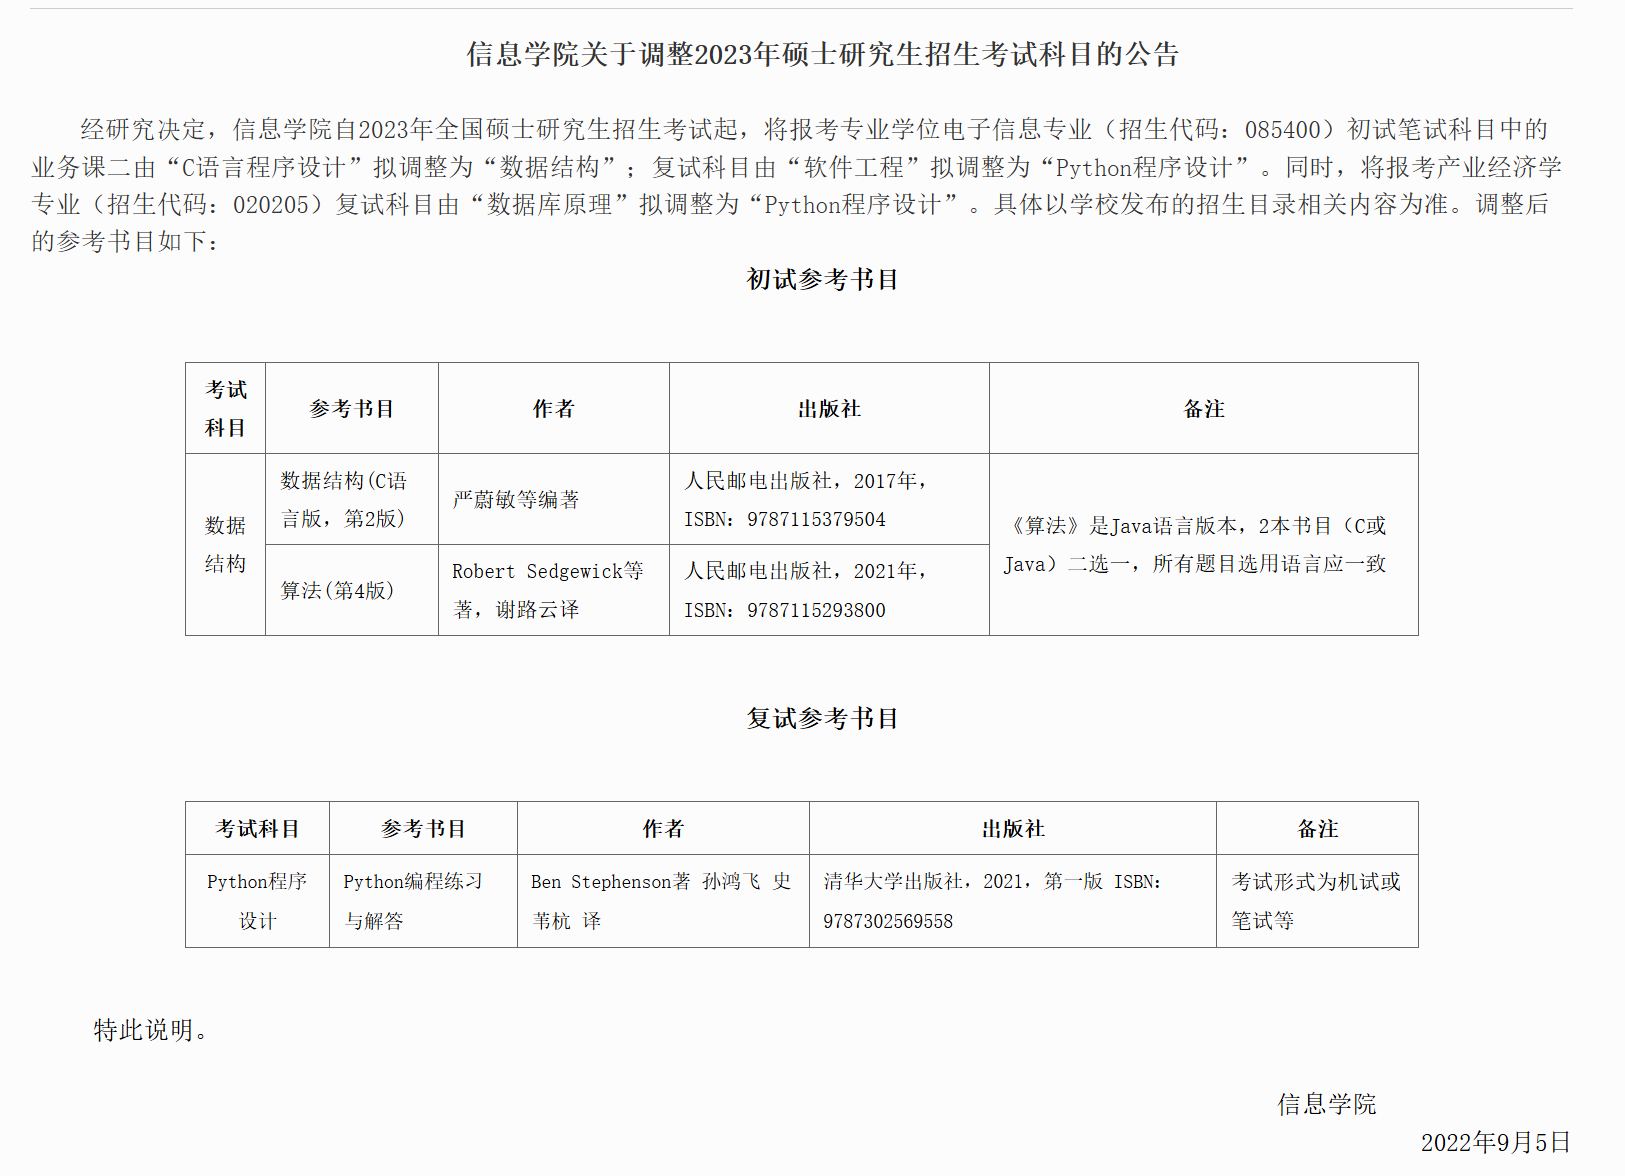 信息学院关于调整2023年硕士研究生招生考试科目的公告
经研究决定，信息学院自2023年全国硕士研究生招生考试起，将报考专业学位电子信息专业（招生代码：085400）初试笔试科目中的
业务课二由“C语言程序设计”拟调整为“数据结构”；复试科目由“软件工程”拟调整为“Python程序设计”。同时，将报考产业经济学
专业（招生代码：020205）复试科目由“数据库原理”拟调整为“Python程序设计”。具体以学校发布的招生目录相关内容为准。调整后
的参考书目如下：
初试参考书目
考试
科目
参考书目
作者
出版社
备注
数据
结构
数据结构(C语
言版，第2版)
严蔚敏等编著
人民邮电出版社，2017年，
ISBN：9787115379504
《算法》是Java语言版本，2本书目（C或
Java）二选一，所有题目选用语言应一致
算法(第4版)
Robert Sedgewick等
著，谢路云译
人民邮电出版社，2021年，
ISBN：9787115293800
复试参考书目
考试科目
参考书目
作者
出版社
备注
Python程序
设计
Python编程练习
与解答
Ben Stephenson著 孙鸿飞 史
苇杭 译
清华大学出版社，2021，第一版 ISBN：
9787302569558
考试形式为机试或
笔试等
特此说明。
信息学院
2022年9月5日